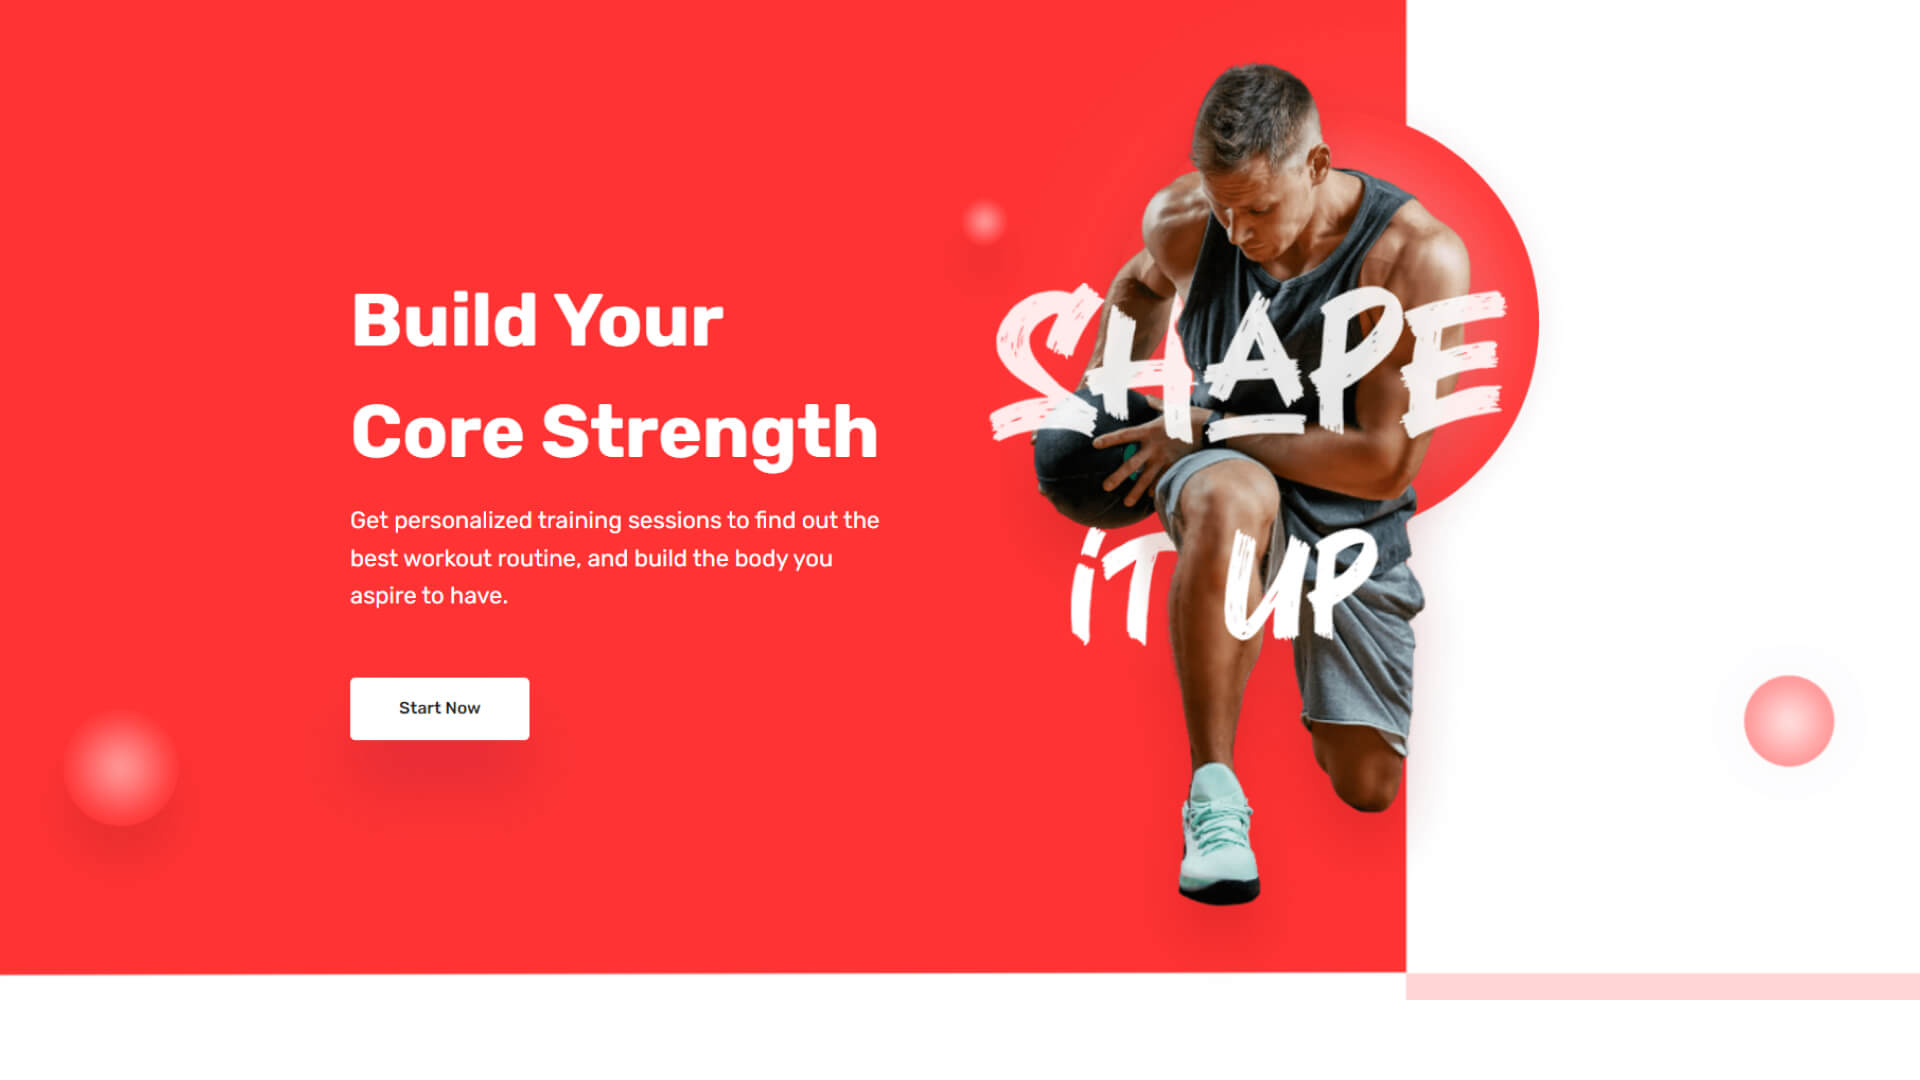 Build Your
Core Strength
Get personalized training sessions to find out the
best workout routine, and build the body you
aspire to have.
Start Now
SHAPE
iT UP